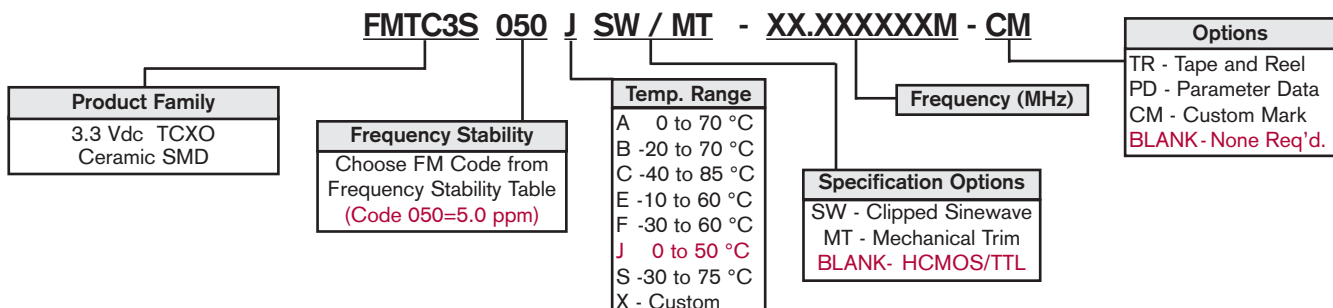 FMTC3S 050 J SW / MT - XX.XXXXXXM - CM
Product Family
3.3 Vdc TCXO
Ceramic SMD
Frequency Stability
Choose FM Code from
Frequency Stability Table
(Code 050=5.0 ppm)
Temp. Range
A 0 to 70 °C
B -20 to 70 °C
C -40 to 85 °C
E -10 to 60 °C
F -30 to 60 °C
J 0 to 50 °C
S -30 to 75 °C
X - Custom
Specification Options
SW - Clipped Sinewave
MT - Mechanical Trim
BLANK- HCMOS/TTL
Frequency (MHz)
Options
TR - Tape and Reel
PD - Parameter Data
CM - Custom Mark
BLANK-None Req'd.